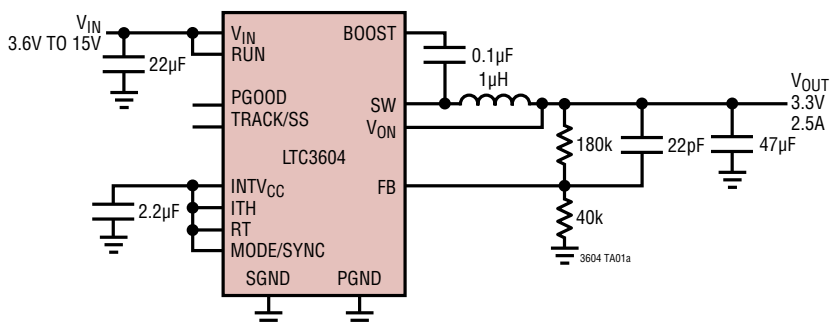 VIN
3.6V TO 15V
22µF
VIN
RUN
PGOOD
TRACK/SS
LTC3604
INTVCC
ITH
RT
MODE/SYNC
2.2µF
SGND
PGND
BOOST
SW
VON
FB
0.1µF
1µH
180k
22pF
47µF
40k
VOUT
3.3V
2.5A
3604 TA01a